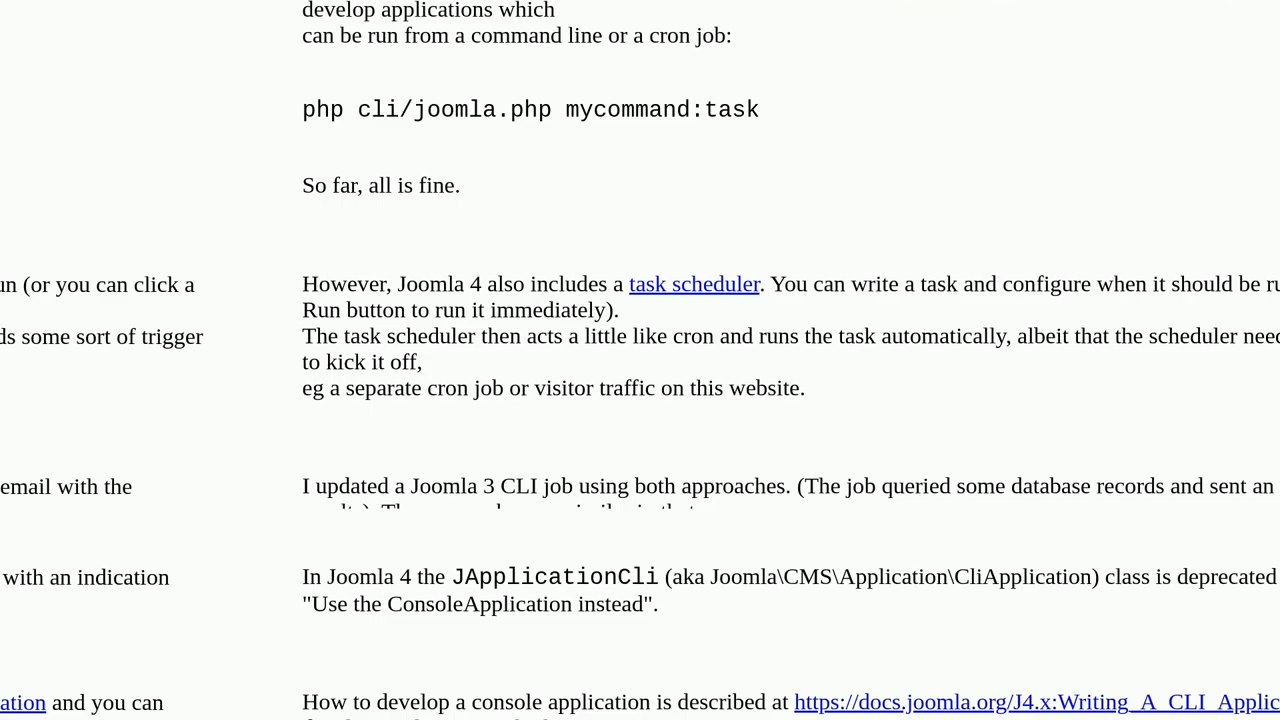 develop applications which
can be run from a command line or a cron job:
php cli/joomla.php mycommand:task
So far, all is fine.
un (or you can click a
However, Joomla 4 also includes a task scheduler. You can write a task and configure when it should be ru
Run button to run it immediately).
ds some sort of trigger
The task scheduler then acts a little like cron and runs the task automatically, albeit that the scheduler need
to kick it off,
eg a separate cron job or visitor traffic on this website.
email with the
I updated a Joomla 3 CLI job using both approaches. (The job queried some database records and sent an
with an indication
In Joomla 4 the JApplicationCli (aka Joomla\CMS\Application\CliApplication) class is deprecated
"Use the ConsoleApplication instead".
ation and you can
How to develop a console application is described at https://docs.joomla.org/J4.x:Writing_A_CLI_Applic